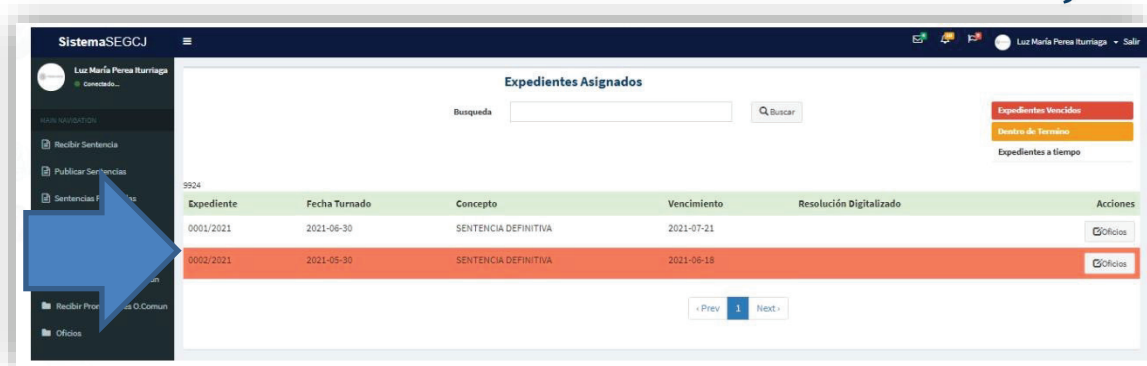 SistemaSEGCJ
Luz María Perea Iturriaga Salir
Luz María Perea Iturriaga
Conectado...
MAIN NAVIGATION
Recibir Sentencia
Publicar Sentencias
Sentencias
Recibir O.Comun
Oficios
Expedientes Asignados
Busqueda
Buscar
Expedientes Vencidos
Dentro de Termino
Expedientes a tiempo
9924
Expediente Fecha Turnado Concepto Vencimiento Resolución Digitalizado Acciones
0001/2021 2021-06-30 SENTENCIA DEFINITIVA 2021-07-21 Oficios
0002/2021 2021-05-30 SENTENCIA DEFINITIVA 2021-06-18 Oficios
‹ Prev 1 Next ›